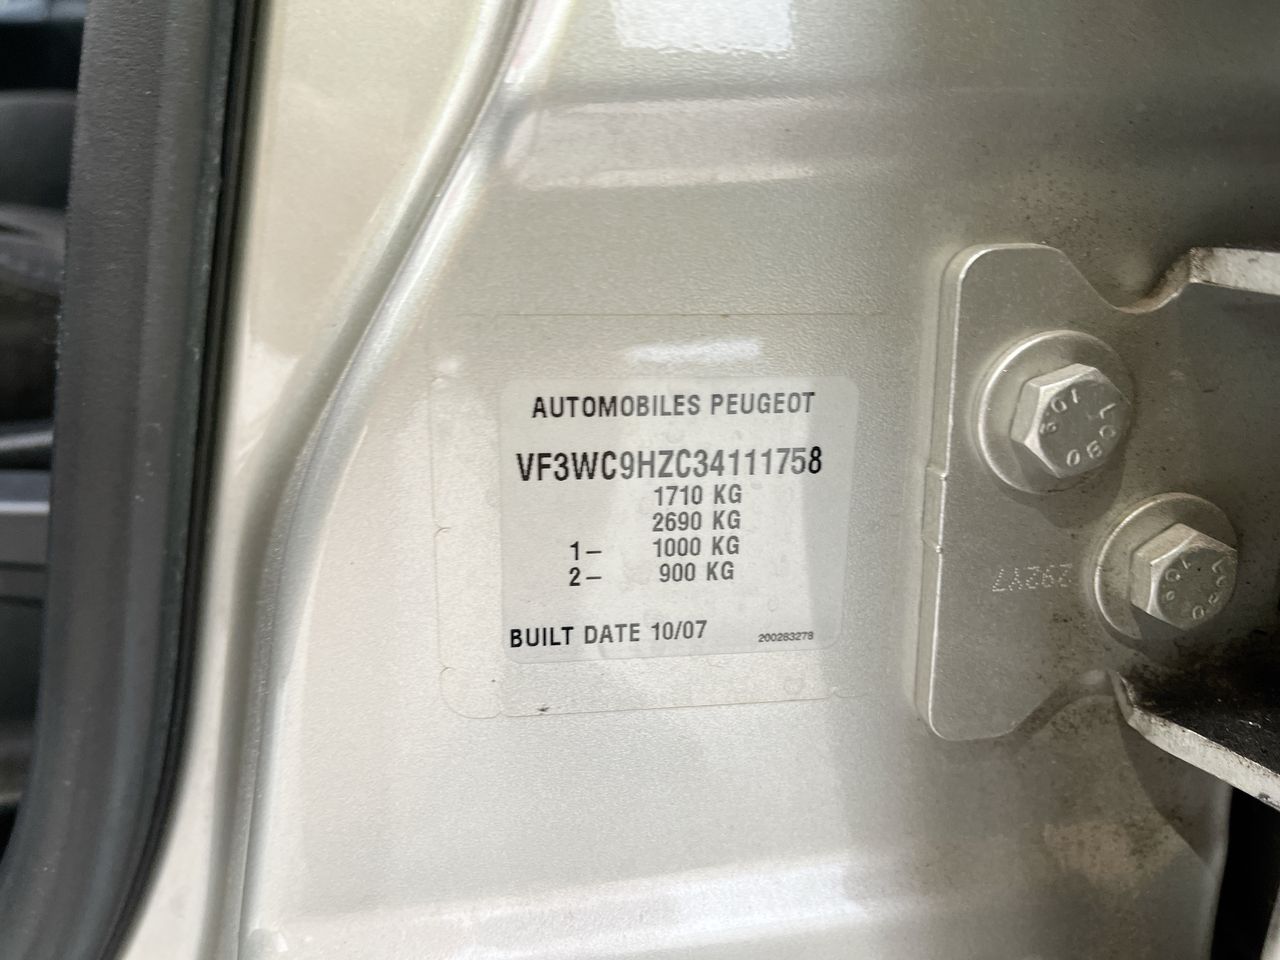 AUTOMOBILES PEUGEOT
VF3WC9HZC34111758
1710 KG
2690 KG
1– 1000 KG
2– 900 KG
BUILT DATE 10/07
200283278